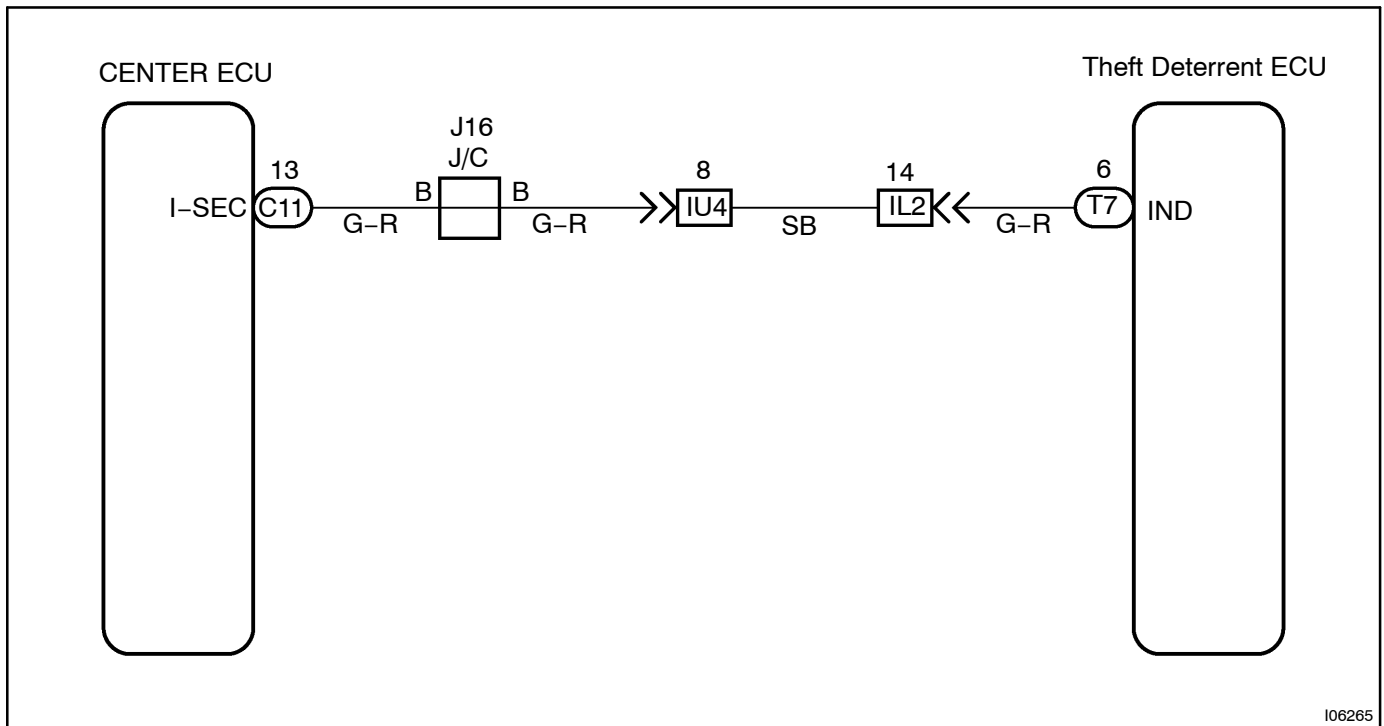 CENTER ECU
Theft Deterrent ECU
J16
J/C
13
8
14
6
I−SEC
C11
B
B
IU4
IL2
T7
IND
G−R
G−R
SB
G−R
I06265